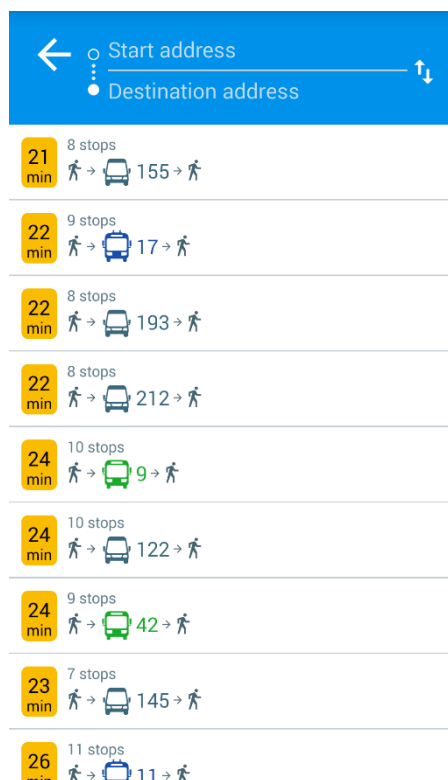 Start address
Destination address
21
min
8 stops
155
22
min
9 stops
17
22
min
8 stops
193
22
min
8 stops
212
24
min
10 stops
9
24
min
10 stops
122
24
min
9 stops
42
23
min
7 stops
145
26
min
11 stops
11